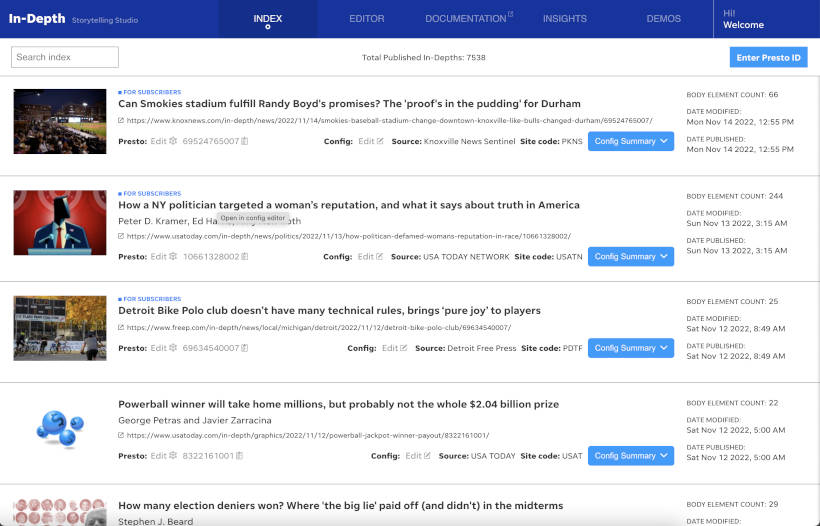 In-Depth Storytelling Studio
INDEX
EDITOR
DOCUMENTATION
INSIGHTS
DEMOS
Hi!
Welcome
Search index
Total Published In-Depths: 7538
Enter Presto ID
FOR SUBSCRIBERS
Can Smokies stadium fulfill Randy Boyd's promises? The 'proof's in the pudding' for Durham
https://www.knoxnews.com/in-depth/news/2022/11/14/smokies-baseball-stadium-change-downtown-knoxville-like-bulls-changed-durham/69524765007/
Presto: Edit 69524765007 Config: Edit Source: Knoxville News Sentinel Site code: PKNS Config Summary
BODY ELEMENT COUNT: 66
DATE MODIFIED:
Mon Nov 14 2022, 12:55 PM
DATE PUBLISHED:
Mon Nov 14 2022, 12:55 PM
FOR SUBSCRIBERS
How a NY politician targeted a woman's reputation, and what it says about truth in America
Peter D. Kramer, Ed
Open in config editor
https://www.usatoday.com/in-depth/news/politics/2022/11/13/how-politician-defamed-womans-reputation-in-race/10661328002/
Presto: Edit 10661328002 Config: Edit Source: USA TODAY NETWORK Site code: USATN Config Summary
BODY ELEMENT COUNT: 244
DATE MODIFIED:
Sun Nov 13 2022, 3:15 AM
DATE PUBLISHED:
Sun Nov 13 2022, 3:15 AM
FOR SUBSCRIBERS
Detroit Bike Polo club doesn't have many technical rules, brings 'pure joy' to players
https://www.freep.com/in-depth/news/local/michigan/detroit/2022/11/12/detroit-bike-polo-club/69634540007/
Presto: Edit 69634540007 Config: Edit Source: Detroit Free Press Site code: PDTF Config Summary
BODY ELEMENT COUNT: 25
DATE MODIFIED:
Sat Nov 12 2022, 8:49 AM
DATE PUBLISHED:
Sat Nov 12 2022, 8:49 AM
Powerball winner will take home millions, but probably not the whole $2.04 billion prize
George Petras and Javier Zarracina
https://www.usatoday.com/in-depth/graphics/2022/11/12/powerball-jackpot-winner-payout/8322161001/
Presto: Edit 8322161001 Config: Edit Source: USA TODAY Site code: USAT Config Summary
BODY ELEMENT COUNT: 22
DATE MODIFIED:
Sat Nov 12 2022, 5:00 AM
DATE PUBLISHED:
Sat Nov 12 2022, 5:00 AM
How many election deniers won? Where 'the big lie' paid off (and didn't) in the midterms
Stephen J. Beard
BODY ELEMENT COUNT: 29
DATE MODIFIED: